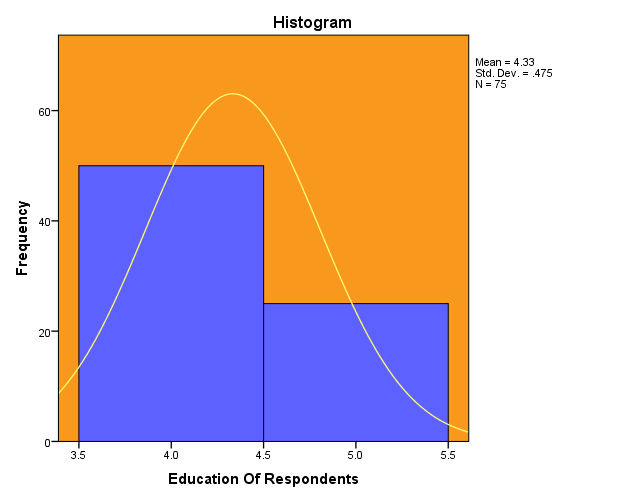 Histogram
Mean = 4.33
Std. Dev. = .475
N = 75
60
40
20
0
Frequency
3.5 4.0 4.5 5.0 5.5
Education Of Respondents